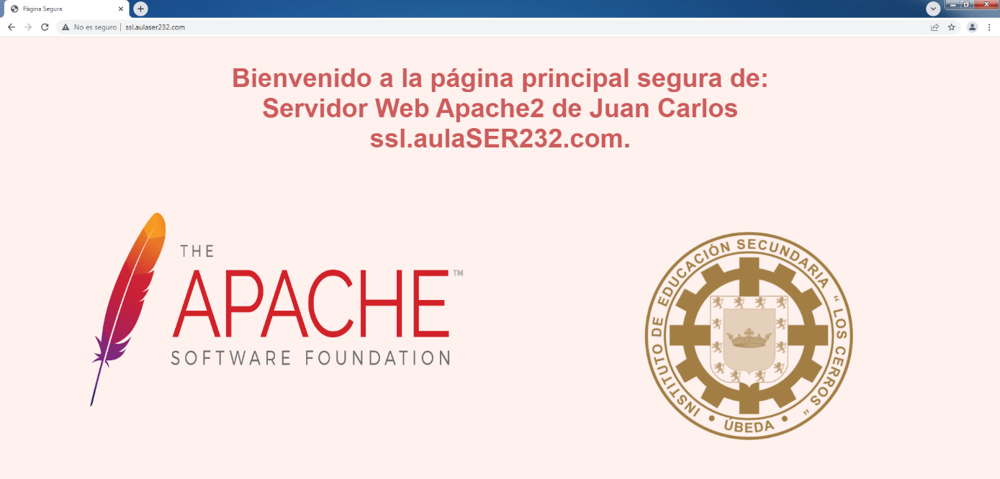 Página Segura
No es seguro | ssl.aulaser232.com
Bienvenido a la página principal segura de:
Servidor Web Apache2 de Juan Carlos
ssl.aulaSER232.com.
THE
APACHE™
SOFTWARE FOUNDATION
INSTITUTO DE EDUCACIÓN SECUNDARIA “ LOS CERROS “
• ÚBEDA •